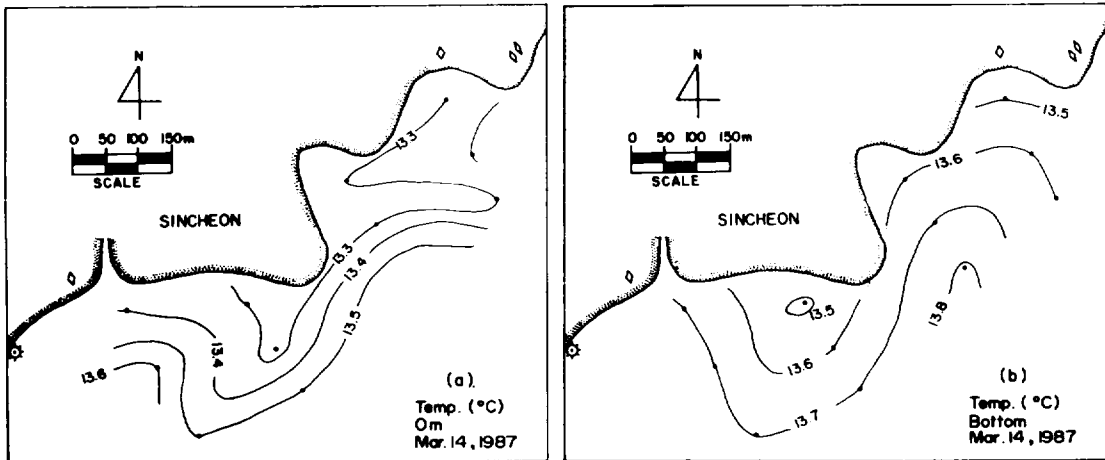 N
0 50 100 150m
SCALE
SINCHEON
13.3
13.3
13.4
13.5
13.4
13.6
(a).
Temp. (°C)
0m
Mar. 14, 1987
N
0 50 100 150m
SCALE
SINCHEON
13.5
13.6
13.5
13.8
13.6
13.7
(b)
Temp. (°C)
Bottom
Mar. 14, 1987